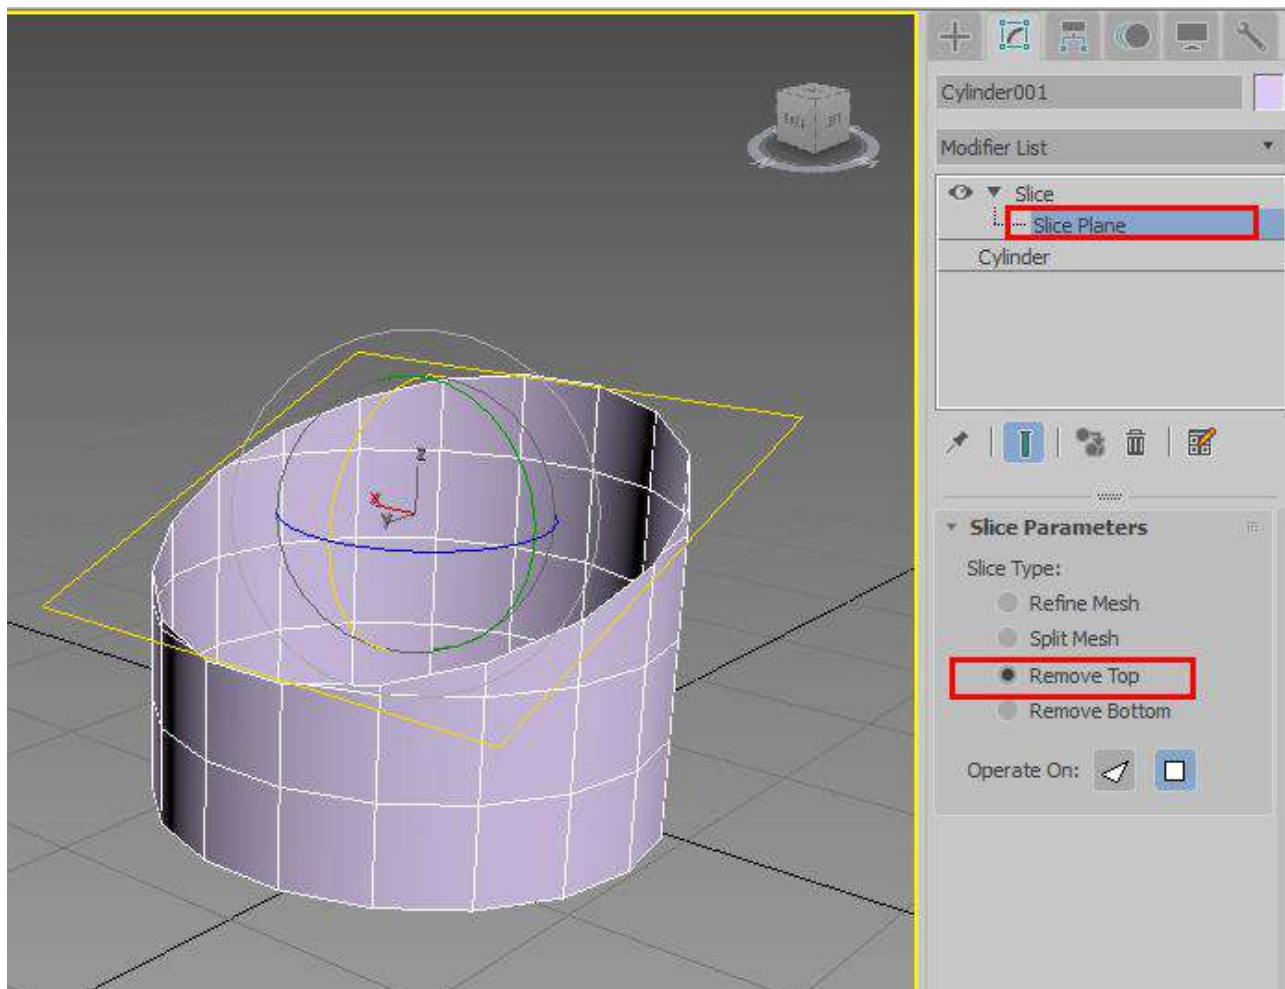 Cylinder001
Modifier List
Slice
Slice Plane
Cylinder
Z
X
Y
Slice Parameters
Slice Type:
Refine Mesh
Split Mesh
Remove Top
Remove Bottom
Operate On: